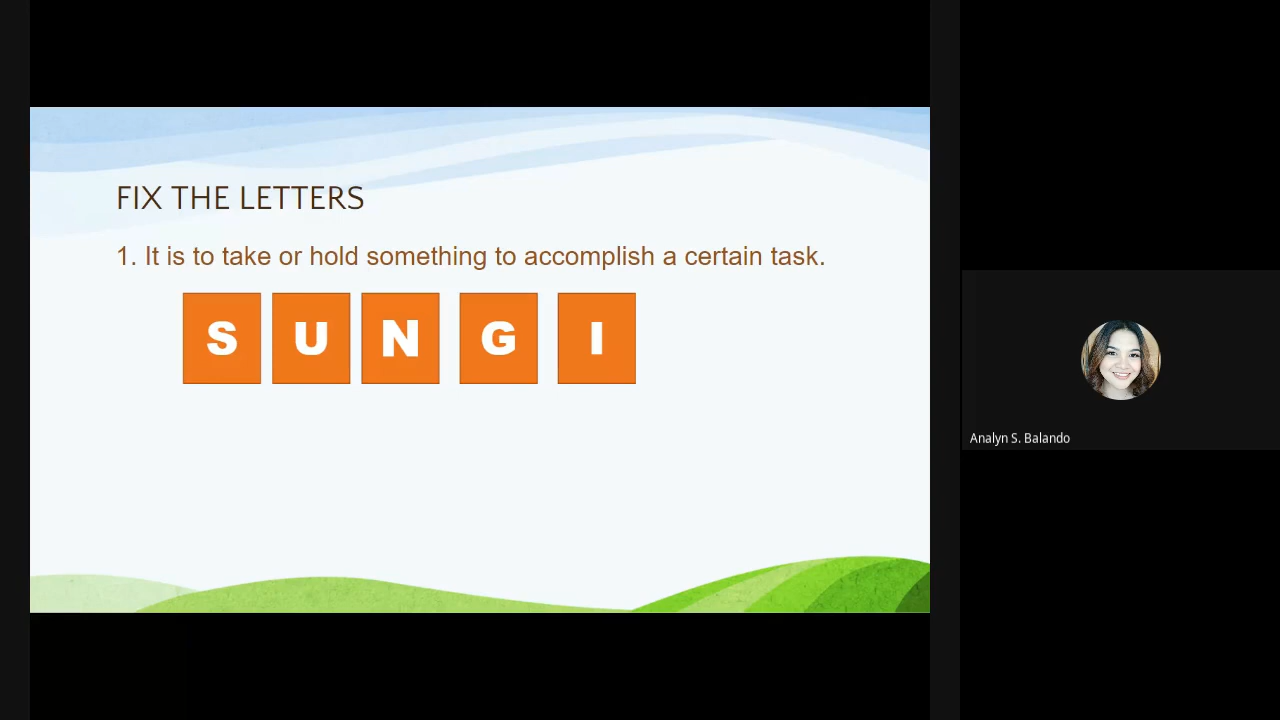 FIX THE LETTERS
1. It is to take or hold something to accomplish a certain task.
S U N G I
Analyn S. Balando